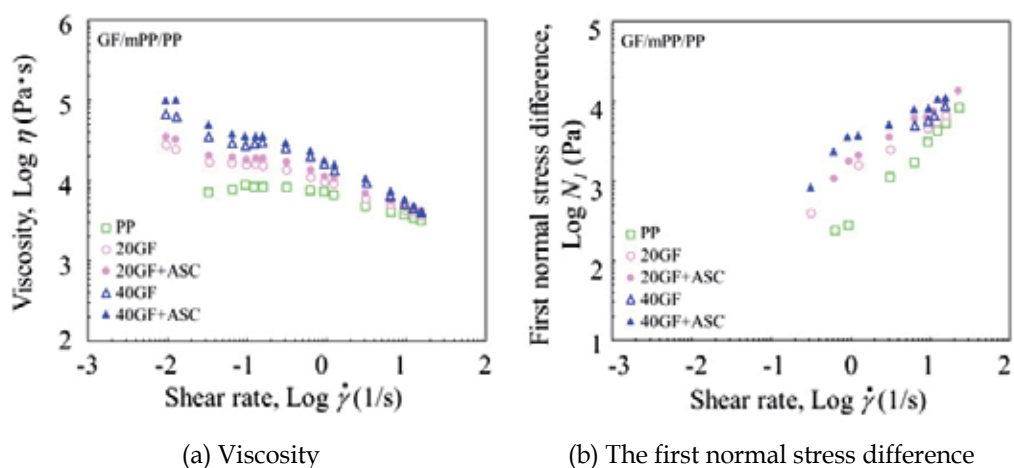 GF/mPP/PP
Viscosity, Log η (Pa·s)
6
5
4
3
2
PP
20GF
20GF+ASC
40GF
40GF+ASC
-3 -2 -1 0 1 2
Shear rate, Log γ̇ (1/s)
(a) Viscosity
GF/mPP/PP
First normal stress difference,
Log N₁ (Pa)
5
4
3
2
1
PP
20GF
20GF+ASC
40GF
40GF+ASC
-3 -2 -1 0 1 2
Shear rate, Log γ̇ (1/s)
(b) The first normal stress difference